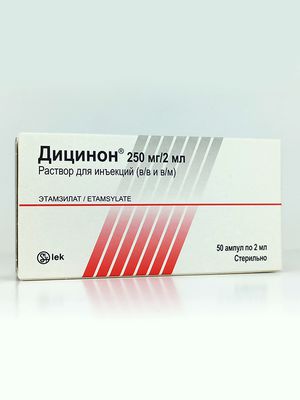 Дицинон® 250 мг/2 мл
Раствор для инъекций (в/в и в/м)
ЭТАМЗИЛАТ / ETAMSYLATE
50 ампул по 2 мл
Стерильно
lek